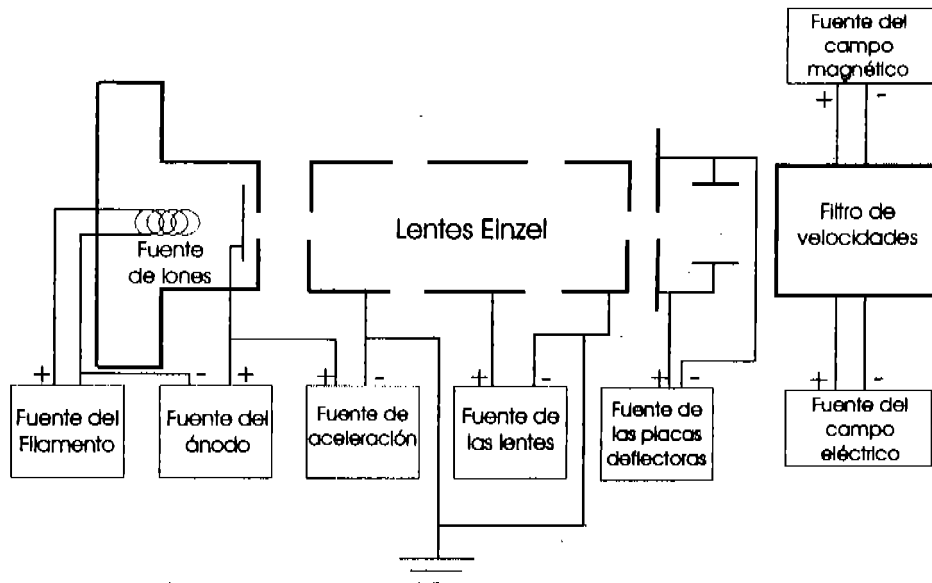 Fuente del
campo
magnético
+ -
Lentes Einzel
Filtro de
velocidades
Fuente
de Iones
+ - + + - + - + - + -
Fuente del
Filamento
Fuente del
ánodo
Fuente de
aceleración
Fuente de
las lentes
Fuente de
las placas
deflectoras
Fuente del
campo
eléctrico